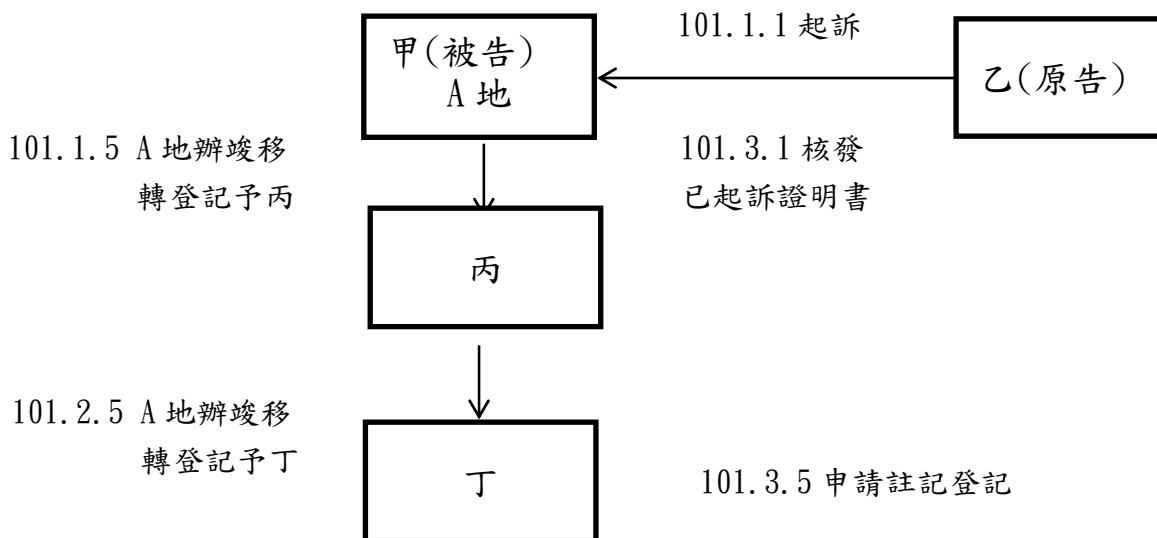 101.1.1 起訴
甲(被告)
A 地
乙(原告)
101.1.5 A 地辦竣移
轉登記予丙
101.3.1 核發
已起訴證明書
丙
101.2.5 A 地辦竣移
轉登記予丁
丁
101.3.5 申請註記登記